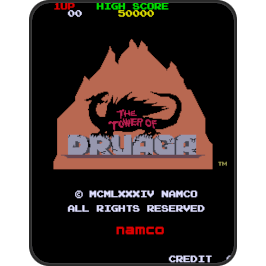 1UP HIGH SCORE
00 50000
THE
TOWER OF
DRUAGA
TM
© MCMLXXXIV NAMCO
ALL RIGHTS RESERVED
namco
CREDIT